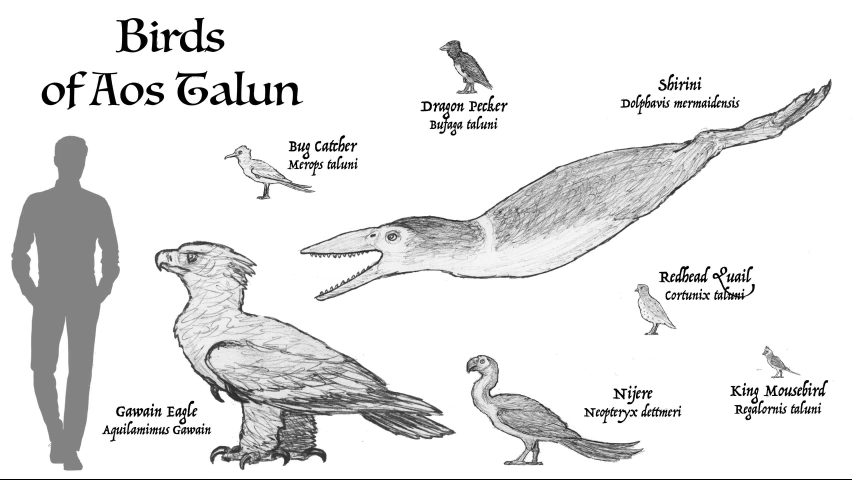 Birds
of Aos Talun
Dragon Pecker
Bufaga taluni
Shirini
Dolphavis mermaidensis
Bug Catcher
Merops taluni
Redhead Quail
Cortunix taluni
Gawain Eagle
Aquilamimus Gawain
Nijere
Neopteryx dettmeri
King Mousebird
Regalornis taluni